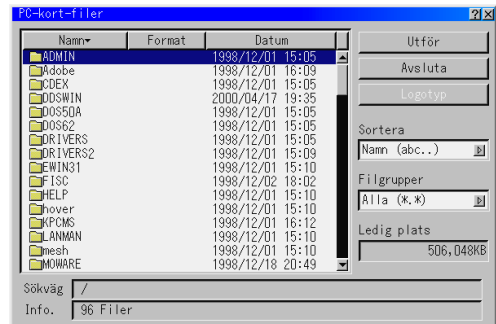 PC-kort-filer
Namn Format Datum
ADMIN 1998/12/01 15:05
Adobe 1998/12/01 16:09
CDEX 1998/12/01 15:05
DDSWIN 2000/04/17 19:35
DOS50A 1998/12/01 15:05
DOS62 1998/12/01 15:05
DRIVERS 1998/12/01 15:05
DRIVERS2 1998/12/01 15:09
EWIN31 1998/12/01 15:10
FISC 1998/12/02 18:02
HELP 1998/12/01 15:10
hover 1998/12/01 15:10
KPCMS 1998/12/01 16:12
LANMAN 1998/12/01 15:10
mesh 1998/12/01 15:10
MOWARE 1998/12/18 20:49
Utför
Avsluta
Logotyp
Sortera
Namn (abc..)
Filgrupper
Alla (*.*)
Ledig plats
506,048KB
Sökväg /
Info. 96 Filer